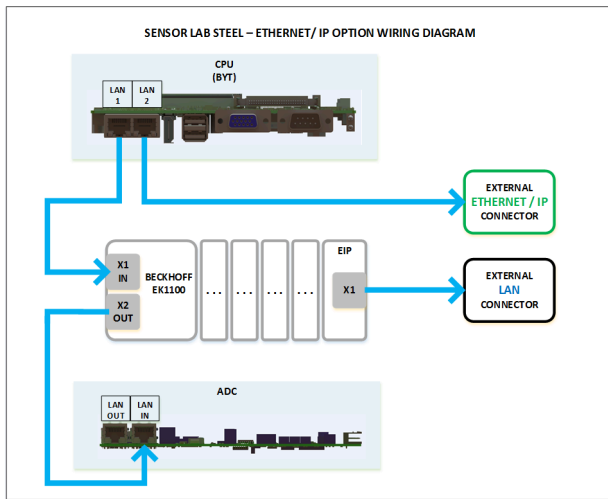 SENSOR LAB STEEL – ETHERNET/ IP OPTION WIRING DIAGRAM
CPU
(BYT)
LAN
1
LAN
2
EXTERNAL
ETHERNET / IP
CONNECTOR
X1
IN
X2
OUT
BECKHOFF
EK1100
...
...
...
...
EIP
X1
EXTERNAL
LAN
CONNECTOR
ADC
LAN
OUT
LAN
IN